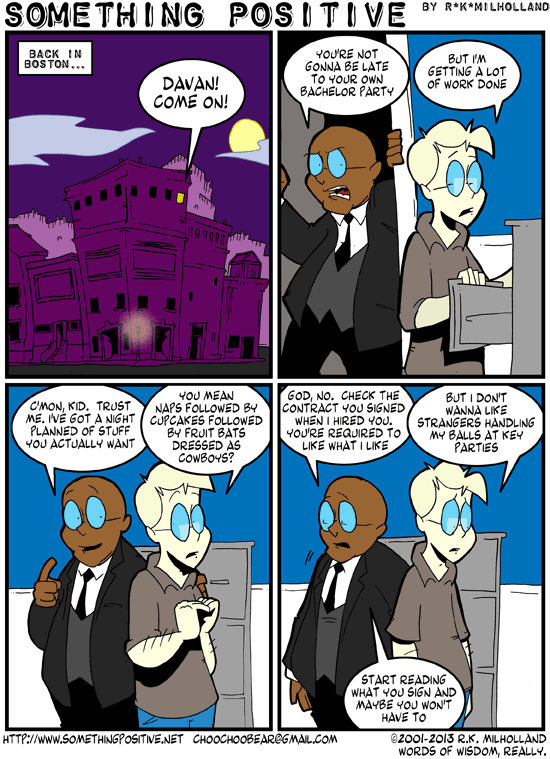 SOMETHING POSITIVE BY R*K*MILHOLLAND
BACK IN
BOSTON...
DAVAN!
COME ON!
YOU'RE NOT
GONNA BE LATE
TO YOUR OWN
BACHELOR PARTY
BUT I'M
GETTING A LOT
OF WORK DONE
C'MON, KID. TRUST
ME. I'VE GOT A NIGHT
PLANNED OF STUFF
YOU ACTUALLY WANT
YOU MEAN
NAPS FOLLOWED BY
CUPCAKES FOLLOWED
BY FRUIT BATS
DRESSED AS
COWBOYS?
GOD, NO. CHECK THE
CONTRACT YOU SIGNED
WHEN I HIRED YOU.
YOU'RE REQUIRED TO
LIKE WHAT I LIKE
BUT I DON'T
WANNA LIKE
STRANGERS HANDLING
MY BALLS AT KEY
PARTIES
START READING
WHAT YOU SIGN AND
MAYBE YOU WON'T
HAVE TO
HTTP://WWW.SOMETHINGPOSITIVE.NET CHOOCHOOBEAR@GMAIL.COM
©2001-2013 R.K. MILHOLLAND
WORDS OF WISDOM, REALLY.